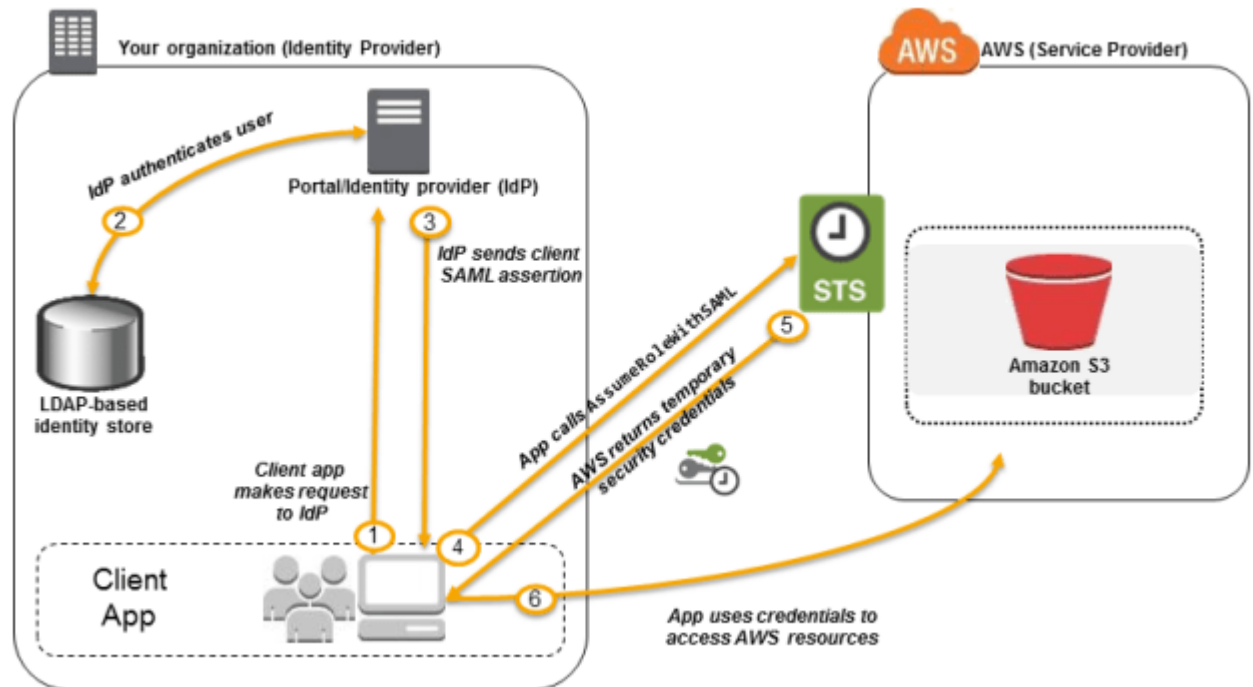 Your organization (Identity Provider)
AWS
AWS (Service Provider)
IdP authenticates user
Portal/Identity provider (IdP)
2
3
IdP sends client
SAML assertion
STS
LDAP-based
identity store
App calls AssumeRoleWithSAML
5
AWS returns temporary
security credentials
Amazon S3
bucket
Client app
makes request
to IdP
1
4
Client
App
6
App uses credentials to
access AWS resources